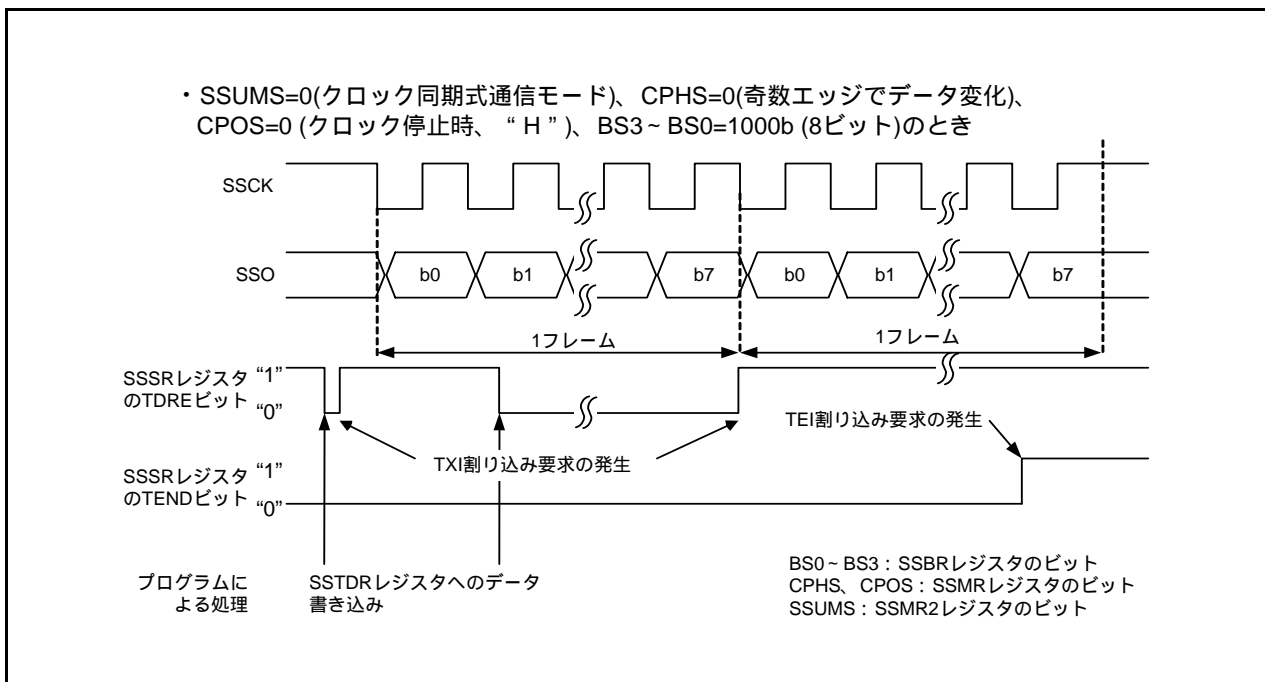 ・SSUMS=0(クロック同期式通信モード)、CPHS=0(奇数エッジでデータ変化)、
CPOS=0 (クロック停止時、 “ H ” )、BS3 ~ BS0=1000b (8ビット)のとき
SSCK
SSO
b0
b1
b7
b0
b1
b7
1フレーム
1フレーム
SSSRレジスタ “1”
のTDREビット “0”
TXI割り込み要求の発生
TEI割り込み要求の発生
SSSRレジスタ “1”
のTENDビット “0”
プログラムに
よる処理
SSTDRレジスタへのデータ
書き込み
BS0 ~ BS3 : SSBRレジスタのビット
CPHS、CPOS : SSMRレジスタのビット
SSUMS : SSMR2レジスタのビット